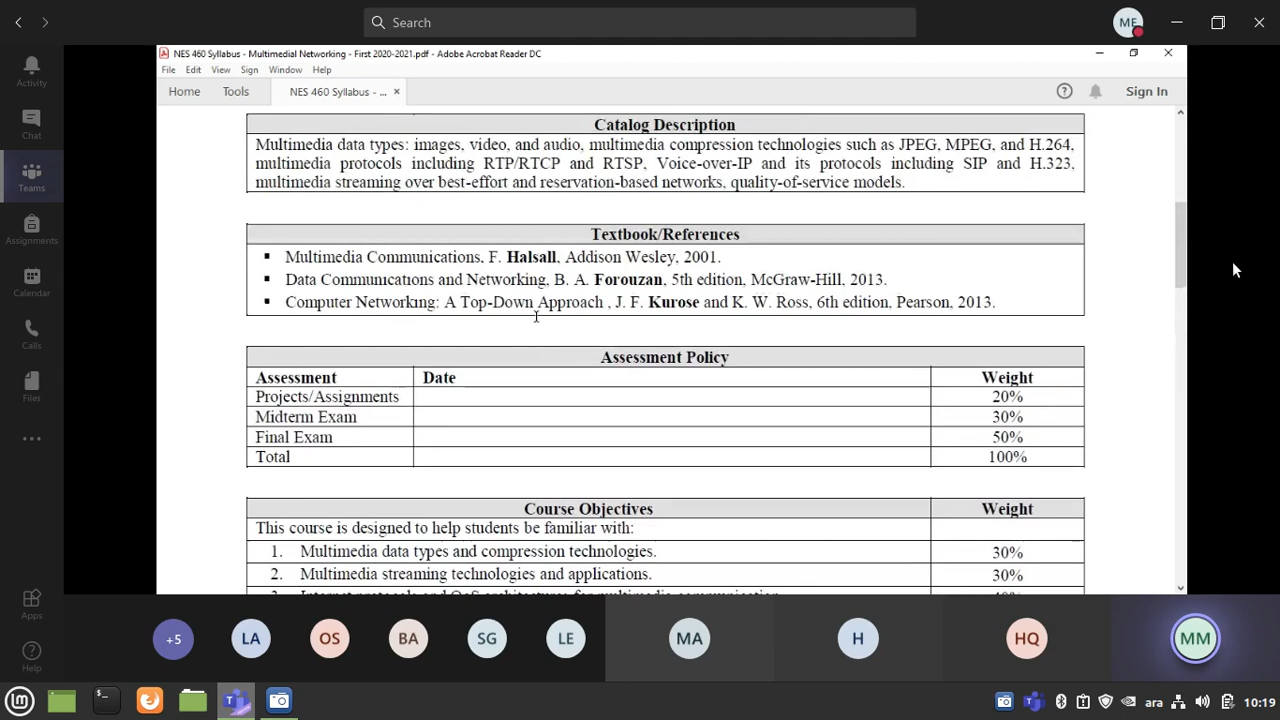 Search
ME
NES 460 Syllabus - Multimedial Networking - First 2020-2021.pdf - Adobe Acrobat Reader DC
File Edit View Sign Window Help
Home Tools NES 460 Syllabus - ... × Sign In
Activity
Chat
Teams
Assignments
Calendar
Calls
Files
Apps
Help
Catalog Description
Multimedia data types: images, video, and audio, multimedia compression technologies such as JPEG, MPEG, and H.264,
multimedia protocols including RTP/RTCP and RTSP, Voice-over-IP and its protocols including SIP and H.323,
multimedia streaming over best-effort and reservation-based networks, quality-of-service models.
Textbook/References
▪ Multimedia Communications, F. Halsall, Addison Wesley, 2001.
▪ Data Communications and Networking, B. A. Forouzan, 5th edition, McGraw-Hill, 2013.
▪ Computer Networking: A Top-Down Approach , J. F. Kurose and K. W. Ross, 6th edition, Pearson, 2013.
Assessment Policy
Assessment Date Weight
Projects/Assignments 20%
Midterm Exam 30%
Final Exam 50%
Total 100%
Course Objectives Weight
This course is designed to help students be familiar with:
1. Multimedia data types and compression technologies. 30%
2. Multimedia streaming technologies and applications. 30%
+5 LA OS BA SG LE MA H HQ MM
ara 10:19